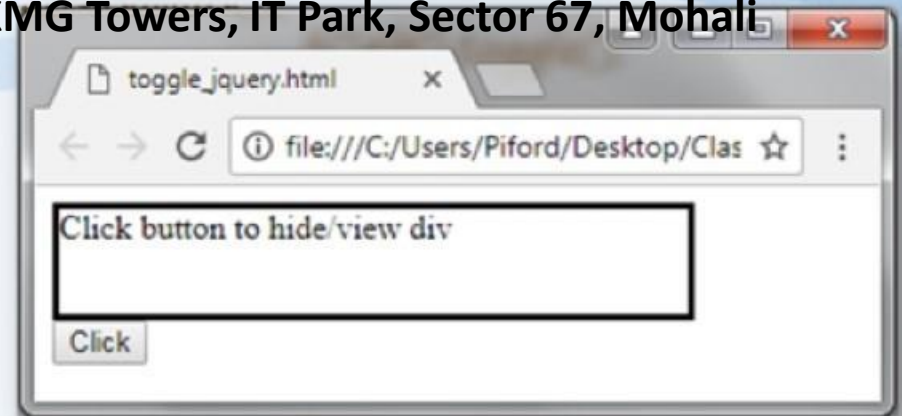 MG Towers, IT Park, Sector 67, Mohali
toggle_jquery.html
file:///C:/Users/Piford/Desktop/Clas
Click button to hide/view div
Click